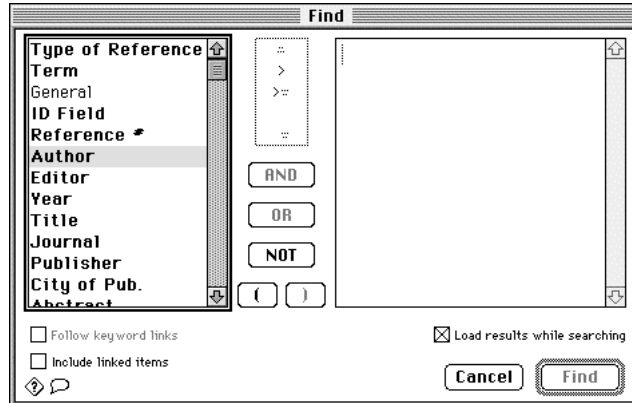 Find
Type of Reference
Term
General
ID Field
Reference #
Author
Editor
Year
Title
Journal
Publisher
City of Pub.
Abstract
>
AND
OR
NOT
(
)
Follow keyword links
Include linked items
?
Load results while searching
Cancel
Find